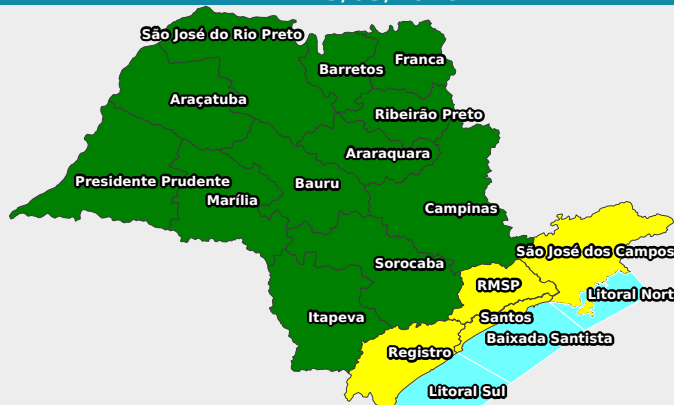 São José do Rio Preto
Franca
Barretos
Araçatuba
Ribeirão Preto
Araraquara
Presidente Prudente
Bauru
Marília
Campinas
São José dos Campos
Sorocaba
RMSP
Litoral Nort
Itapeva
Santos
Baixada Santista
Registro
Litoral Sul